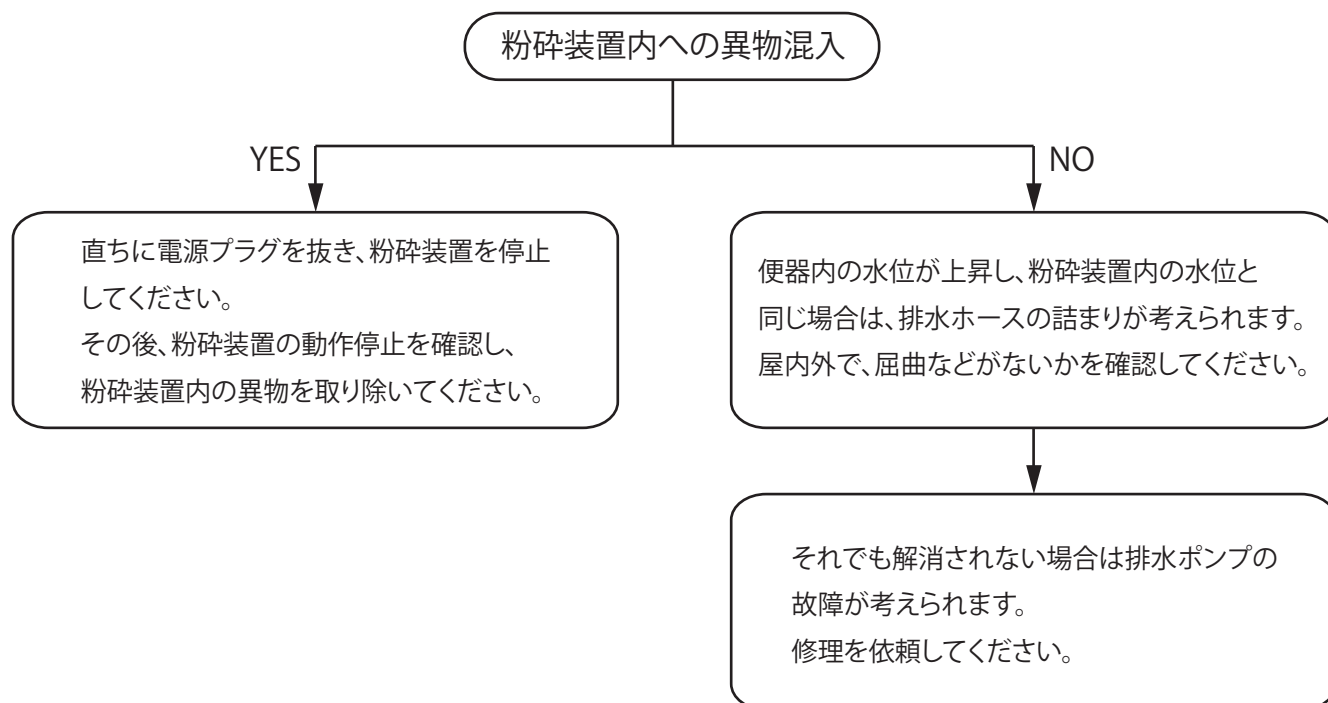 粉砕装置内への異物混入
YES
NO
直ちに電源プラグを抜き、粉砕装置を停止
してください。
その後、粉砕装置の動作停止を確認し、
粉砕装置内の異物を取り除いてください。
便器内の水位が上昇し、粉砕装置内の水位と
同じ場合は、排水ホースの詰まりが考えられます。
屋内外で、屈曲などがないかを確認してください。
それでも解消されない場合は排水ポンプの
故障が考えられます。
修理を依頼してください。